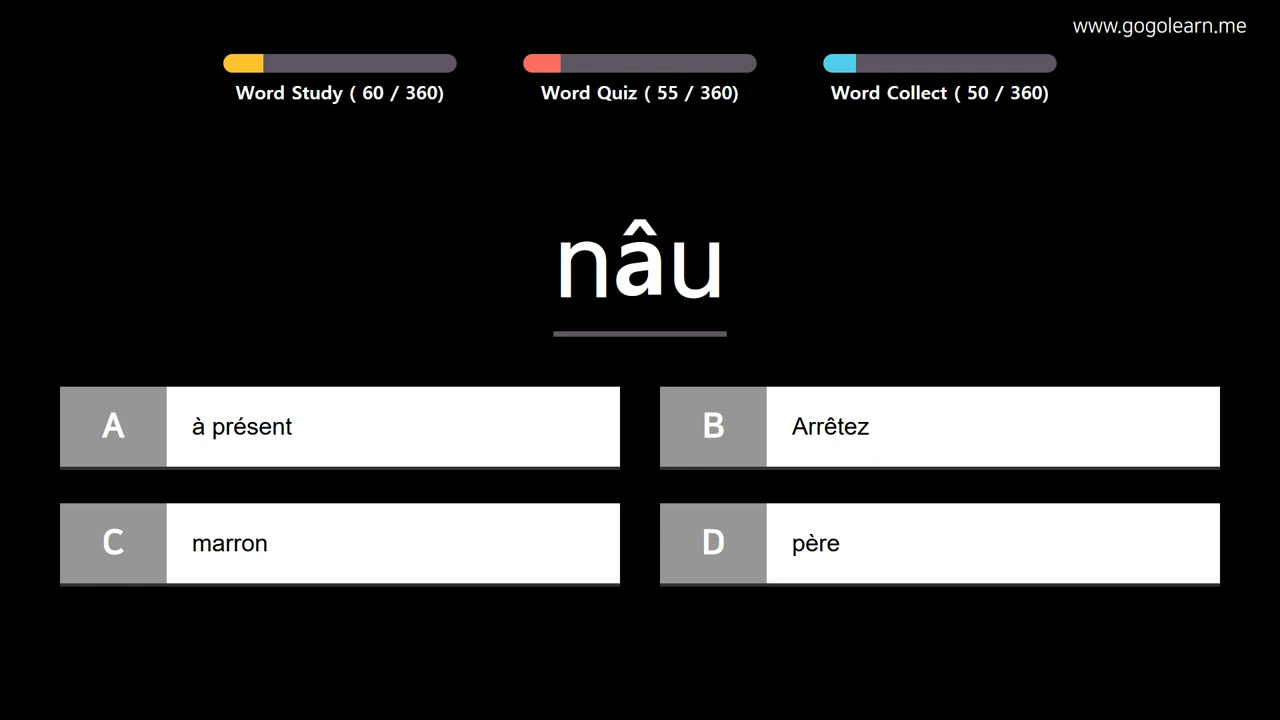 www.gogolearn.me
Word Study ( 60 / 360)
Word Quiz ( 55 / 360)
Word Collect ( 50 / 360)
nâu
A à présent
B Arrêtez
C marron
D père